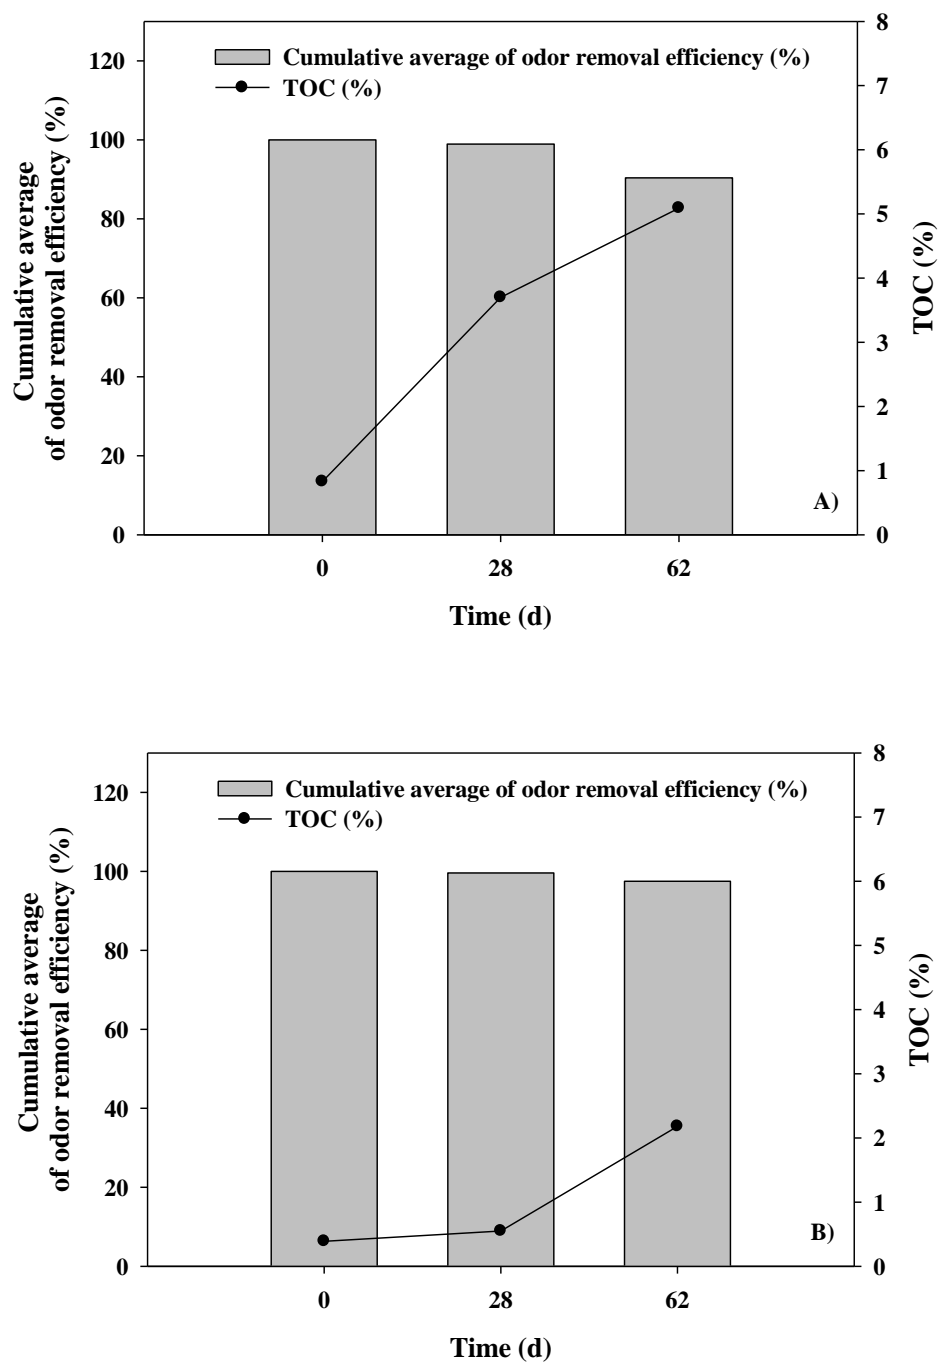 Cumulative average of odor removal efficiency (%)
TOC (%)
Cumulative average
of odor removal efficiency (%)
120
100
80
60
40
20
0
8
7
6
5
4
3
2
1
0
TOC (%)
A)
0 28 62
Time (d)
Cumulative average of odor removal efficiency (%)
TOC (%)
Cumulative average
of odor removal efficiency (%)
120
100
80
60
40
20
0
8
7
6
5
4
3
2
1
0
TOC (%)
B)
0 28 62
Time (d)